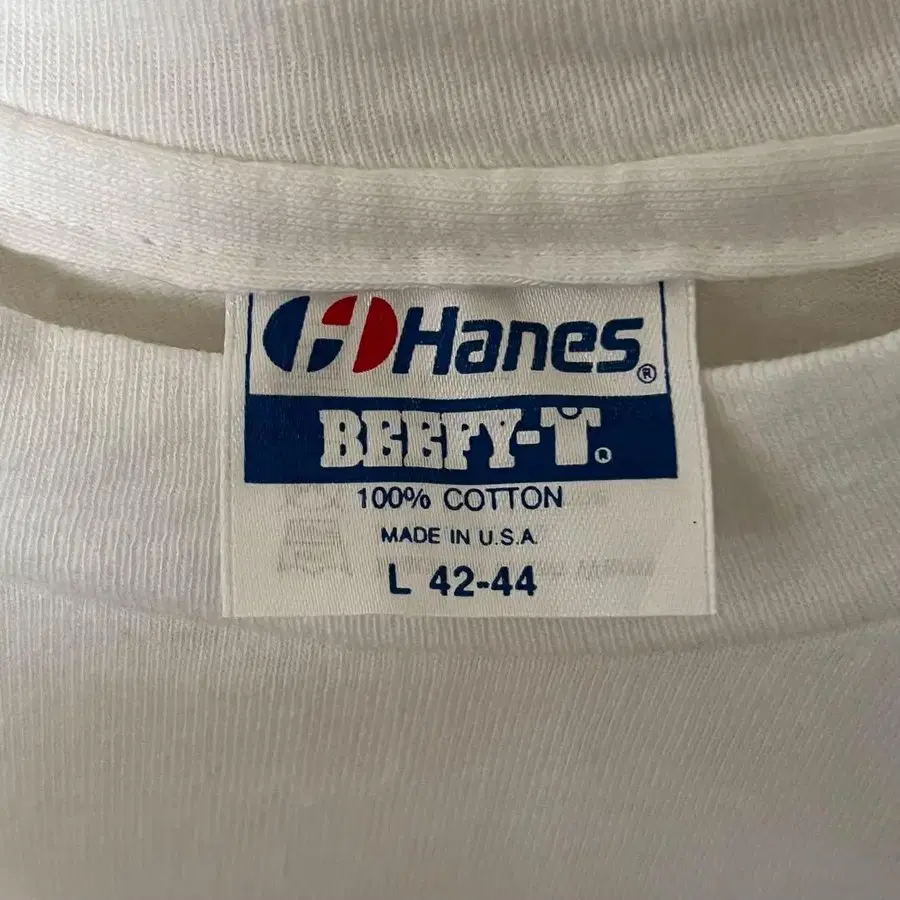 Hanes®
BEEFY-T®
100% COTTON
MADE IN U.S.A.
L 42-44